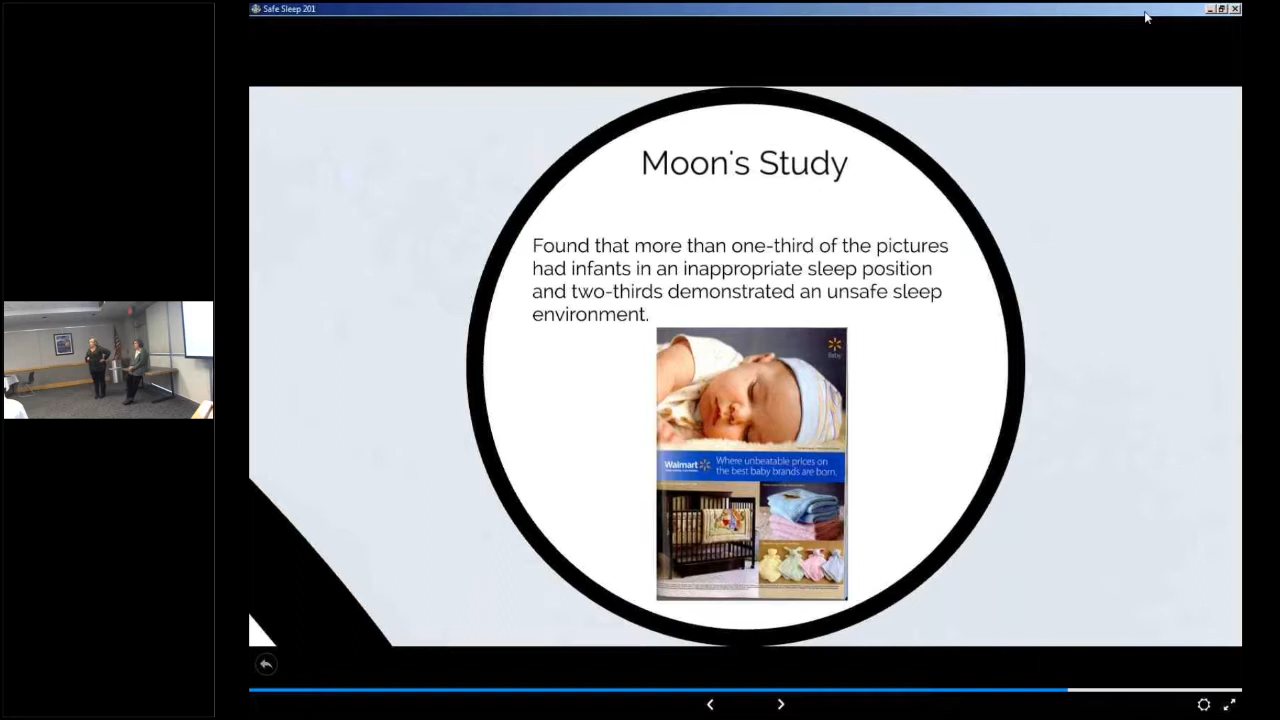 Safe Sleep 201
Moon's Study
Found that more than one-third of the pictures
had infants in an inappropriate sleep position
and two-thirds demonstrated an unsafe sleep
environment.
Baby
Walmart
Where unbeatable prices on
the best baby brands are born.